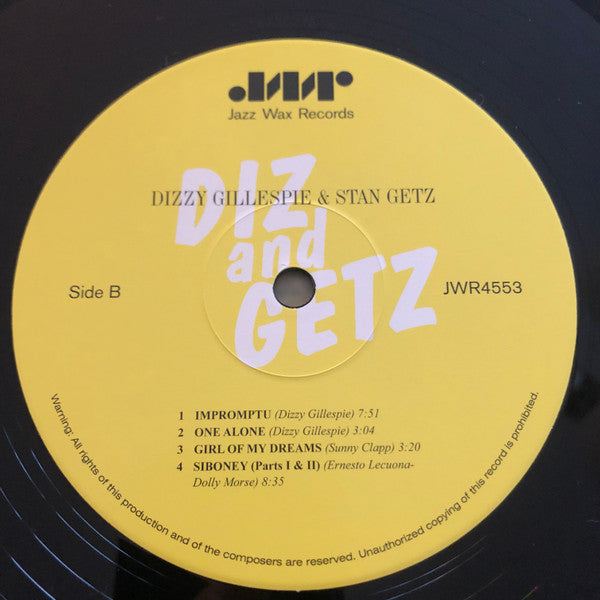 JWR
Jazz Wax Records
DIZZY GILLESPIE & STAN GETZ
DIZ
and
GETZ
Side B
JWR4553
1 IMPROMPTU (Dizzy Gillespie) 7:51
2 ONE ALONE (Dizzy Gillespie) 3:04
3 GIRL OF MY DREAMS (Sunny Clapp) 3:20
4 SIBONEY (Parts I & II) (Ernesto Lecuona-
Dolly Morse) 8:35
Warning: All rights of this production and of the composers are reserved. Unauthorized copying of this record is prohibited.